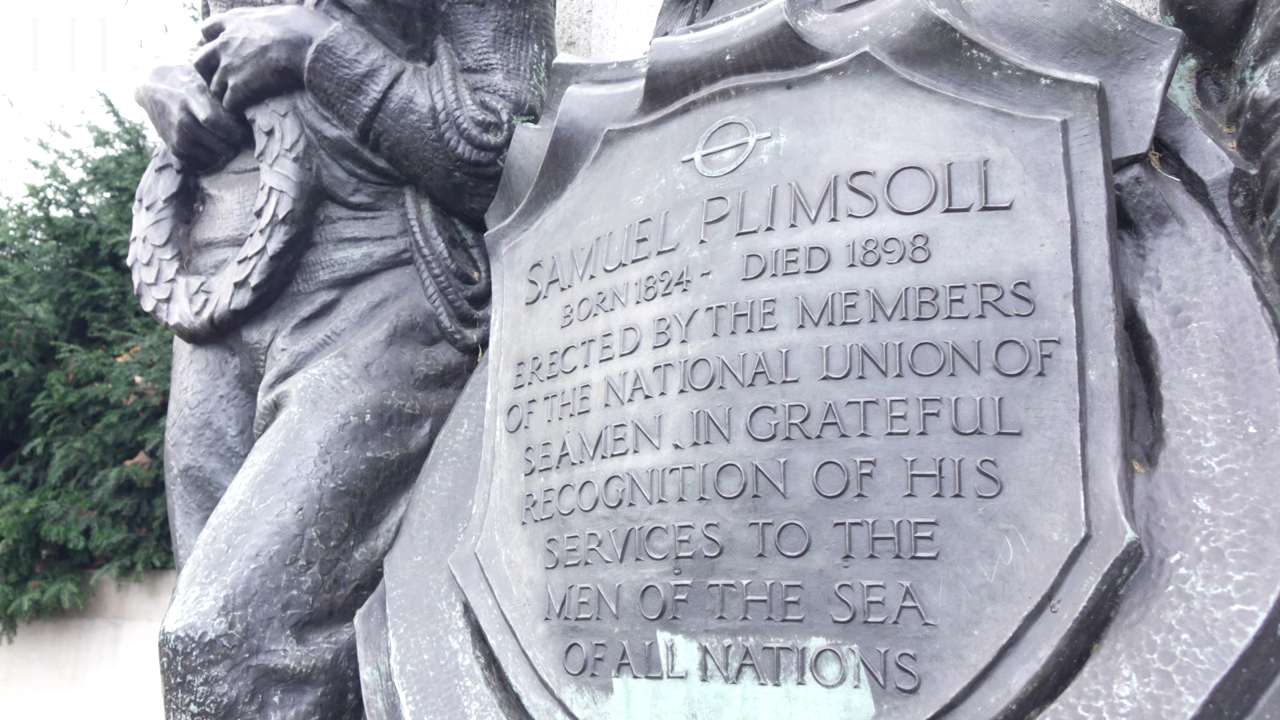 SAMUEL PLIMSOLL
BORN 1824 - DIED 1898
ERECTED BY THE MEMBERS
OF THE NATIONAL UNION OF
SEAMEN . IN GRATEFUL
RECOGNITION OF HIS
SERVICES TO THE
MEN OF THE SEA
OF ALL NATIONS